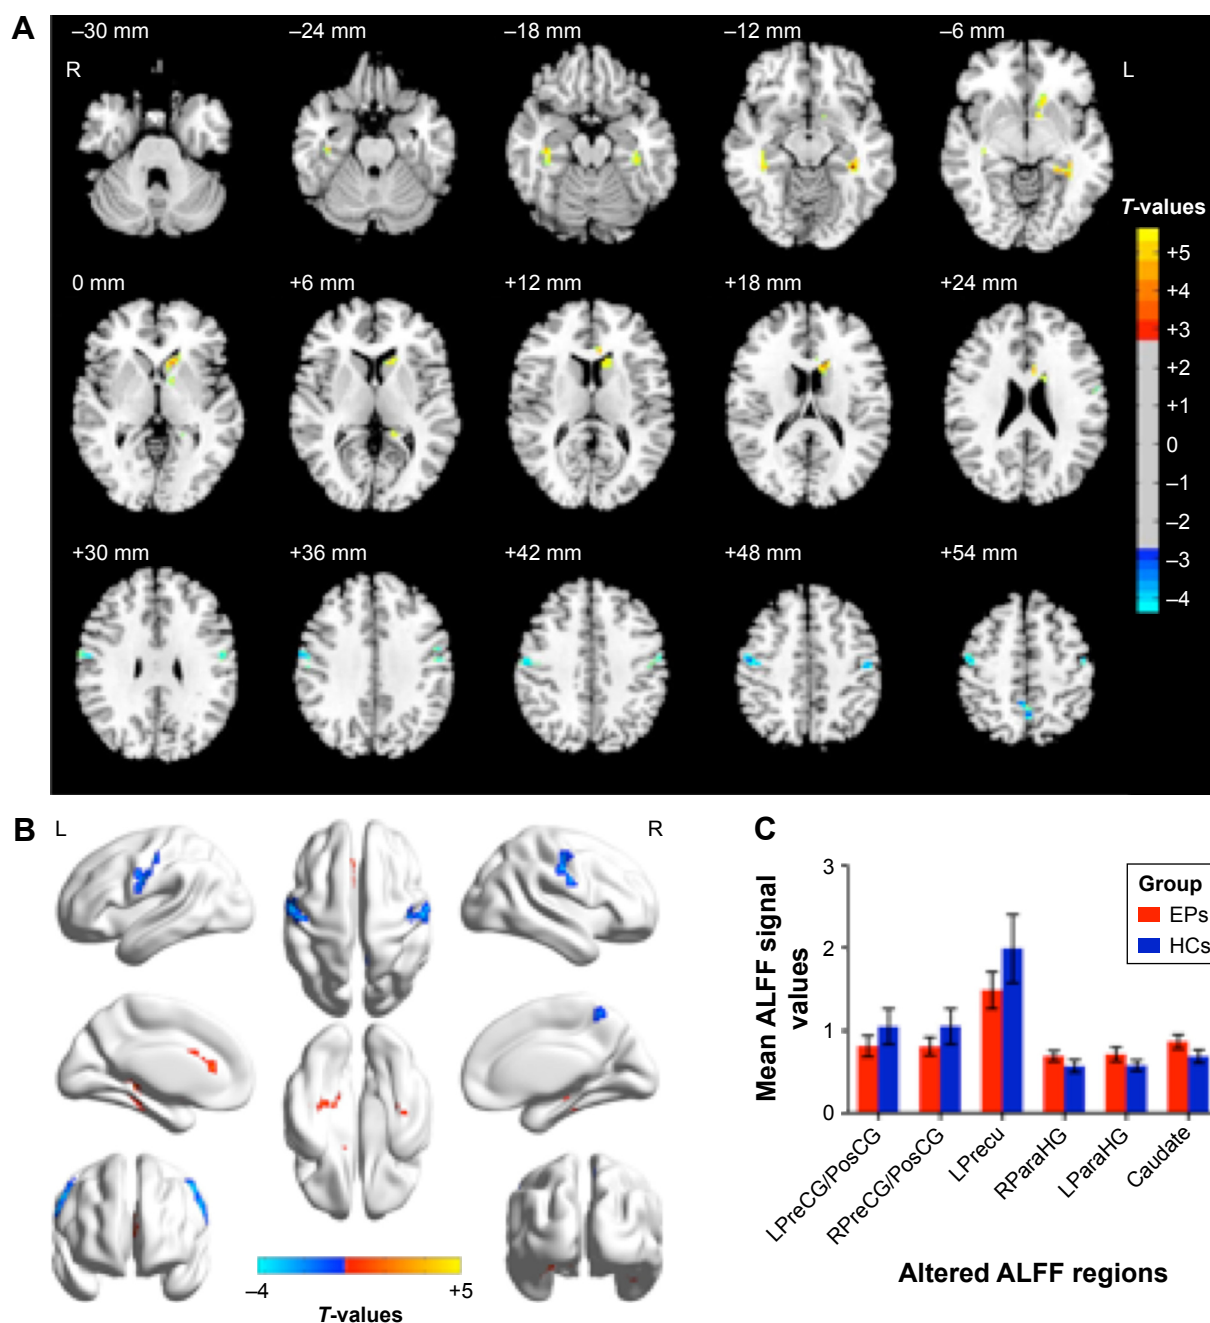 A
–30 mm –24 mm –18 mm –12 mm –6 mm
R L
T-values
+5
+4
+3
+2
+1
0
–1
–2
–3
–4
0 mm +6 mm +12 mm +18 mm +24 mm
+30 mm +36 mm +42 mm +48 mm +54 mm
B L R
–4 +5
T-values
C
Mean ALFF signal
values
3
2
1
0
Group
EPs
HCs
LPreCG/PosCG
RPreCG/PosCG
LPrecu
RParaHG
LParaHG
Caudate
Altered ALFF regions